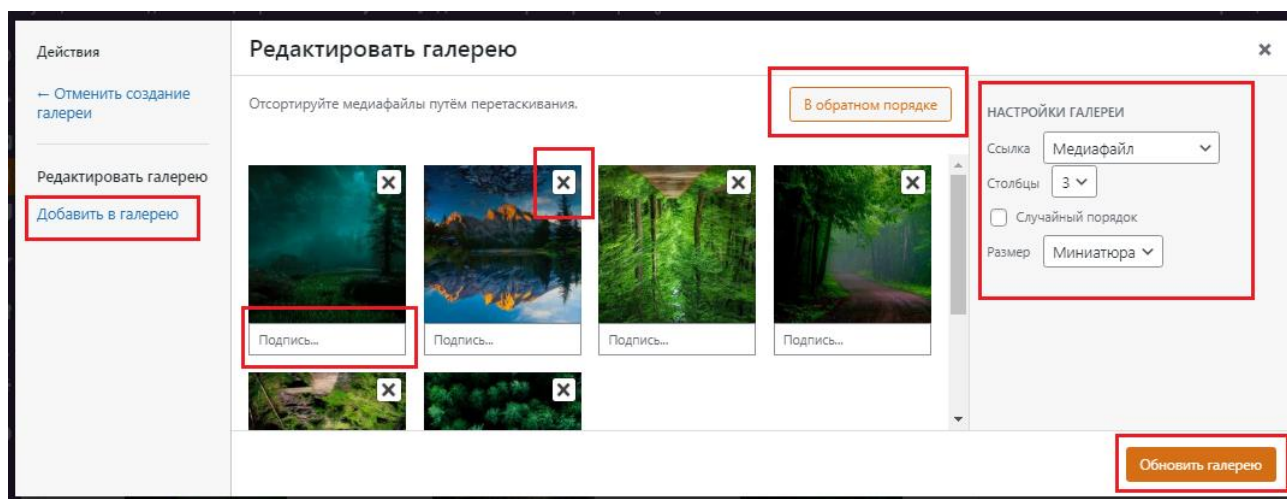 Действия
← Отменить создание
галереи
Редактировать галерею
Добавить в галерею
Редактировать галерею
Отсортируйте медиафайлы путём перетаскивания.
В обратном порядке
Подпись...
Подпись...
Подпись...
Подпись...
НАСТРОЙКИ ГАЛЕРЕИ
Ссылка Медиафайл
Столбцы 3
Случайный порядок
Размер Миниатюра
Обновить галерею